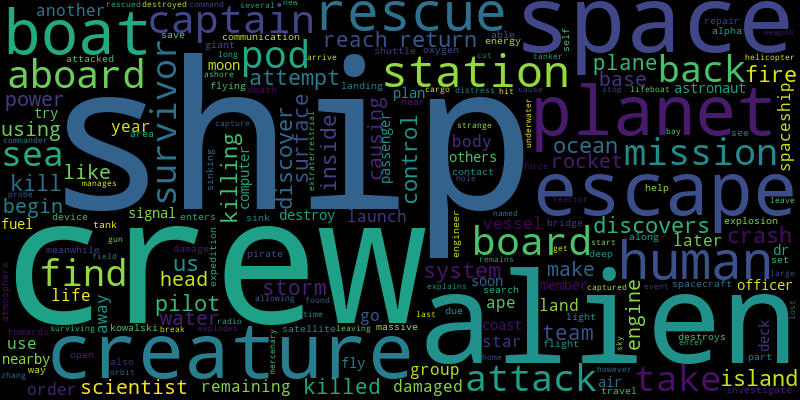 rescued destroyed command several new
another captain rescue space repair
boat save communication giant able weapon
attacked reach return energy self alpha helicopter
survivor pod shuttle oxygen tanker
aboard moon attempt station plane back fire
power flying arrive cut base astronaut
try death landing plan cargo distress hit cause stop lifeboat
using year ship surface near planet spaceship
area inside causing passenger control strange underwater bay see
sea commander discover extraterrestrial body ocean mission
like capture others rocket
kill sinking killing computer contact escape
begin probe manages hole force reactor leave
signal device enters sink destroy launch engineer named help
fuel tank vessel bridge discovers explosion
crew gun board get start along later crash
meanwhile damage pirate remains deep human dr set
find us field expedition storm system explains soon make spacecraft large
atmosphere life head allowing found member search engine captured event officer
pilot water time last ape land
away radio go due coast light team sky destroys deck
towards surviving kowalski break explodes satellite leaving massive star flight enter part lost
use creature fly alien
nearby open also group home attack however air take island
way orbit mercenary travel
zhang order scientist remaining killed damaged investigate